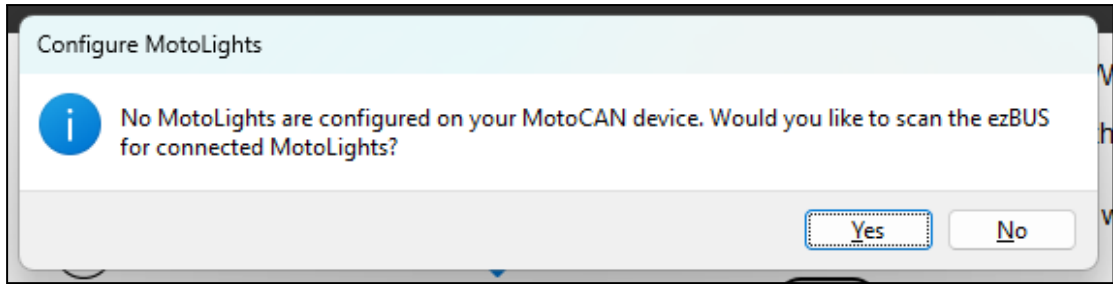 Configure MotoLights
No MotoLights are configured on your MotoCAN device. Would you like to scan the ezBUS
for connected MotoLights?
Yes
No